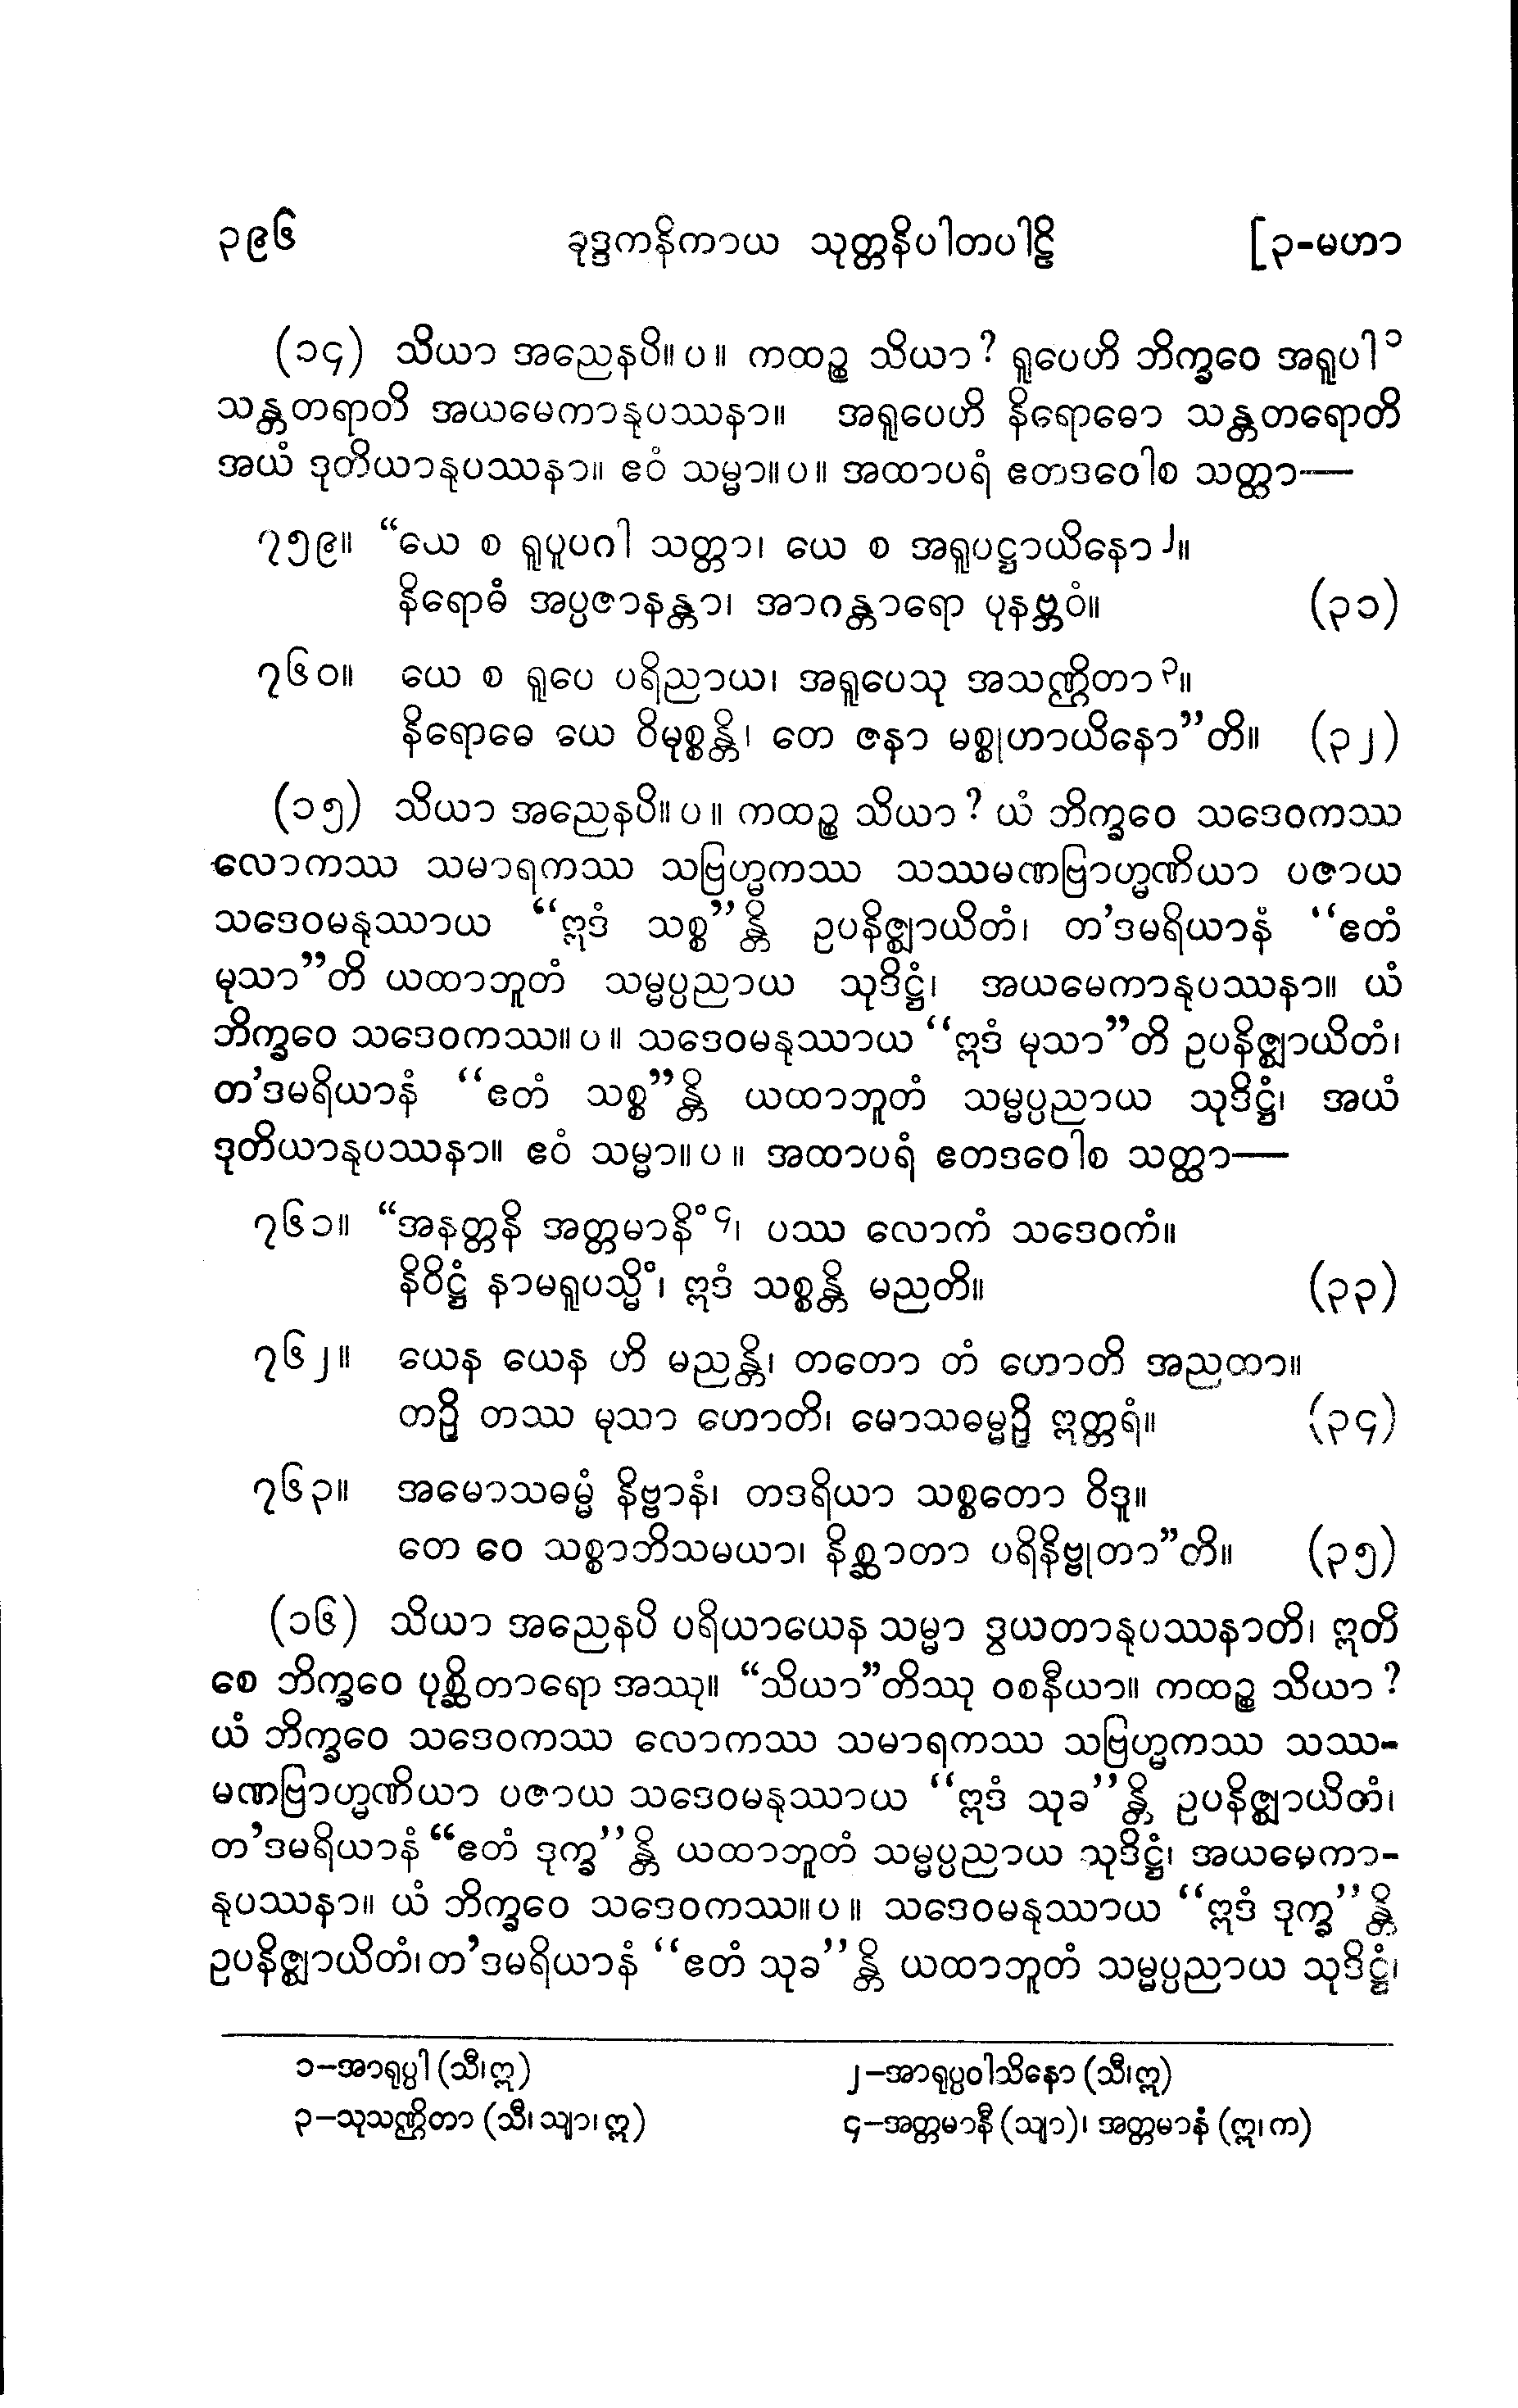 ၃၉၆ ခုဒ္ဒကနိကာယ သုတ္တနိပါတပါဠိ [၃-မဟာ
(၁၄) သိယာ အညေနပိ။ ပ ။ ကထဉ္စ သိယာ? ရူပေဟိ ဘိက္ခဝေ အရူပါ၁
သန္တတရာတိ အယမေကာနုပဿနာ။ အရူပေဟိ နိရောဓော သန္တတရောတိ
အယံ ဒုတိယာနုပဿနာ။ ဧဝံ သမ္မာ။ ပ ။ အထာပရံ ဧတဒဝေါစ သတ္ထာ—
၇၅၉။ “ယေ စ ရူပူပဂါ သတ္တာ၊ ယေ စ အရူပဋ္ဌာယိနော၂။
နိရောဓံ အပ္ပဇာနန္တာ၊ အာဂန္တာရော ပုနဗ္ဘဝံ။ (၃၁)
၇၆၀။ ယေ စ ရူပေ ပရိညာယ၊ အရူပေသု အသဏ္ဌိတာ၃။
နိရောဓေ ယေ ဝိမုစ္စန္တိ၊ တေ ဇနာ မစ္စုဟာယိနော”တိ။ (၃၂)
(၁၅) သိယာ အညေနပိ။ ပ ။ ကထဉ္စ သိယာ? ယံ ဘိက္ခဝေ သဒေဝကဿ
လောကဿ သမာရကဿ သဗြဟ္မကဿ သဿမဏဗြာဟ္မဏိယာ ပဇာယ
သဒေဝမနုဿာယ “ဣဒံ သစ္စ”န္တိ ဥပနိဇ္ဈာယိတံ၊ တ’ဒမရိယာနံ “ဧတံ
မုသာ”တိ ယထာဘူတံ သမ္မပ္ပညာယ သုဒိဋ္ဌံ၊ အယမေကာနုပဿနာ။ ယံ
ဘိက္ခဝေ သဒေဝကဿ။ ပ ။ သဒေဝမနုဿာယ “ဣဒံ မုသာ”တိ ဥပနိဇ္ဈာယိတံ၊
တ’ဒမရိယာနံ “ဧတံ သစ္စ”န္တိ ယထာဘူတံ သမ္မပ္ပညာယ သုဒိဋ္ဌံ၊ အယံ
ဒုတိယာနုပဿနာ။ ဧဝံ သမ္မာ။ ပ ။ အထာပရံ ဧတဒဝေါစ သတ္ထာ—
၇၆၁။ “အနတ္တနိ အတ္တမာနိံ၄၊ ပဿ လောကံ သဒေဝကံ။
နိဝိဋ္ဌံ နာမရူပသ္မိံ၊ ဣဒံ သစ္စန္တိ မညတိ။ (၃၃)
၇၆၂။ ယေန ယေန ဟိ မညန္တိ၊ တတော တံ ဟောတိ အညထာ။
တဉှိ တဿ မုသာ ဟောတိ၊ မောသဓမ္မဉှိ ဣတ္တရံ။ (၃၄)
၇၆၃။ အမောသဓမ္မံ နိဗ္ဗာနံ၊ တဒရိယာ သစ္စတော ဝိဒူ။
တေ ဝေ သစ္စာဘိသမယာ၊ နိစ္ဆာတာ ပရိနိဗ္ဗုတာ”တိ။ (၃၅)
(၁၆) သိယာ အညေနပိ ပရိယာယေန သမ္မာ ဒွယတာနုပဿနာတိ၊ ဣတိ
စေ ဘိက္ခဝေ ပုစ္ဆိတာရော အဿု။ “သိယာ”တိဿု ဝစနီယာ။ ကထဉ္စ သိယာ?
ယံ ဘိက္ခဝေ သဒေဝကဿ လောကဿ သမာရကဿ သဗြဟ္မကဿ သဿ-
မဏဗြာဟ္မဏိယာ ပဇာယ သဒေဝမနုဿာယ “ဣဒံ သုခ”န္တိ ဥပနိဇ္ဈာယိတံ၊
တ’ဒမရိယာနံ “ဧတံ ဒုက္ခ”န္တိ ယထာဘူတံ သမ္မပ္ပညာယ သုဒိဋ္ဌံ၊ အယမေကာ-
နုပဿနာ။ ယံ ဘိက္ခဝေ သဒေဝကဿ။ ပ ။ သဒေဝမနုဿာယ “ဣဒံ ဒုက္ခ”န္တိ
ဥပနိဇ္ဈာယိတံ၊ တ’ဒမရိယာနံ “ဧတံ သုခ”န္တိ ယထာဘူတံ သမ္မပ္ပညာယ သုဒိဋ္ဌံ၊
၁−အာရုပ္ပါ (သီ၊ ဣ) ၂−အာရုပ္ပဝါသိနော (သီ၊ ဣ)
၃−သုသဏ္ဌိတာ (သီ၊ သျာ၊ ဣ) ၄−အတ္တမာနီ (သျာ)၊ အတ္တမာနံ (ဣ၊ က)